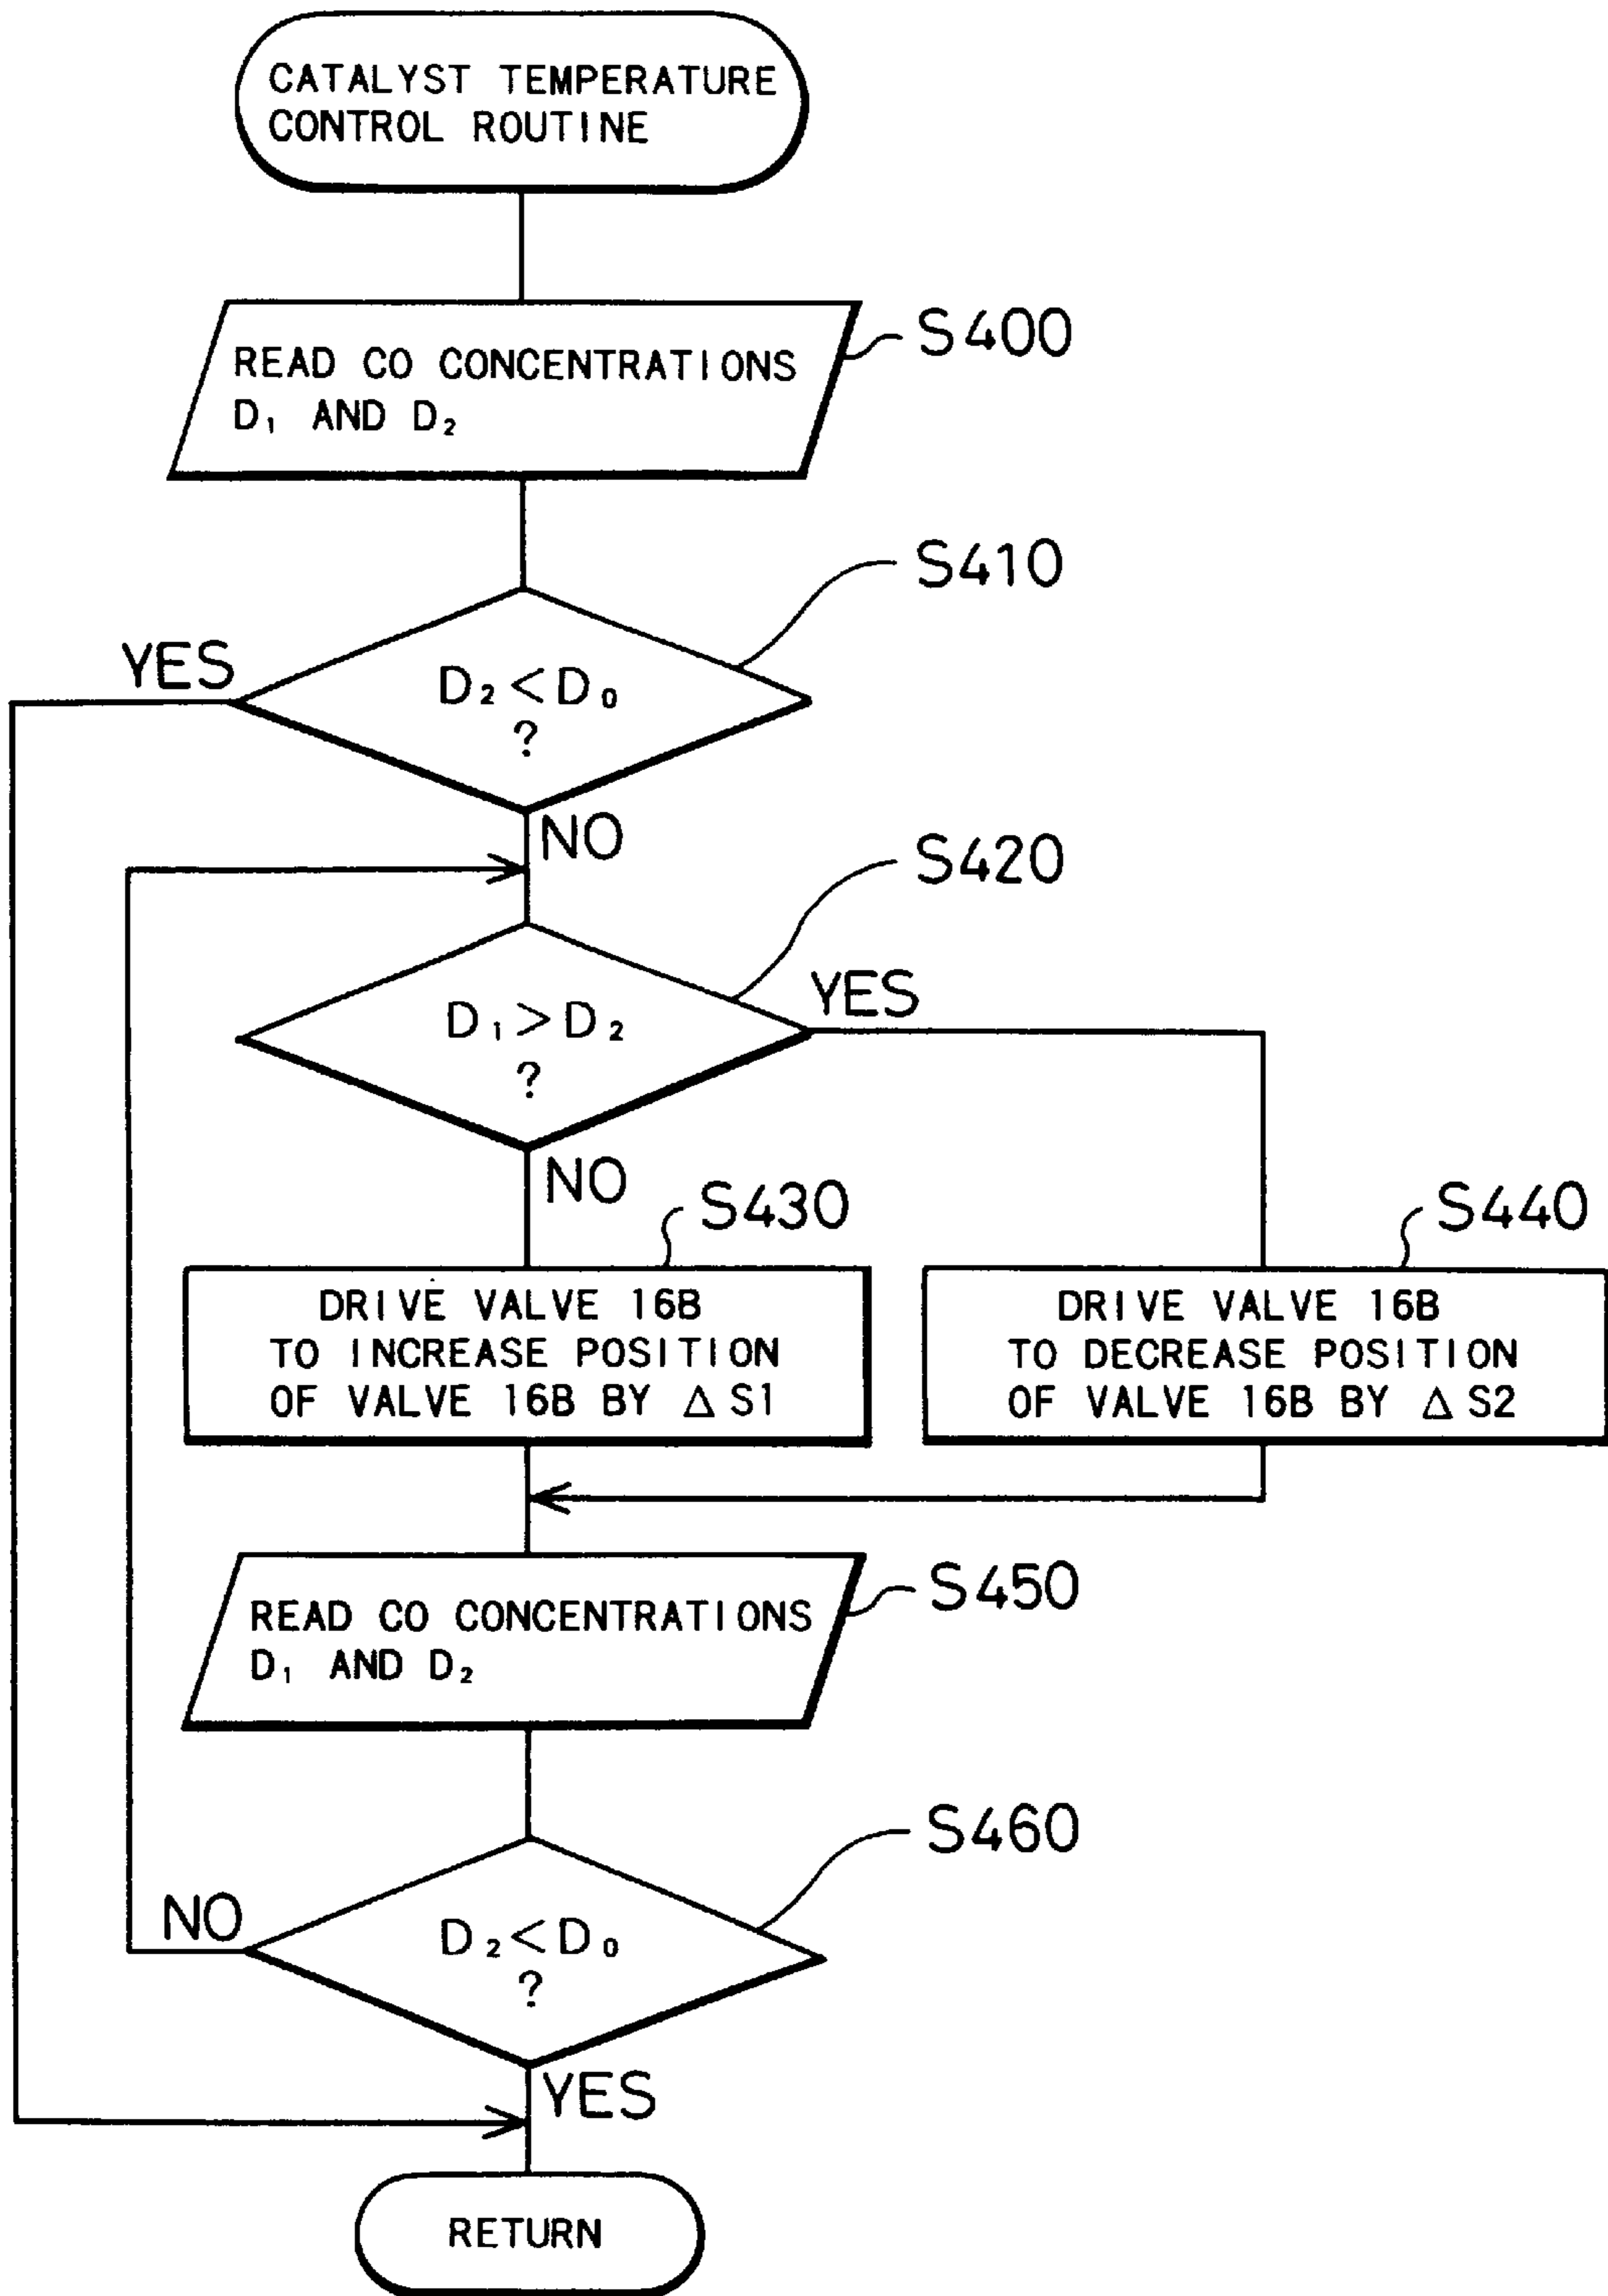 CATALYST TEMPERATURE
CONTROL ROUTINE
READ CO CONCENTRATIONS
D₁ AND D₂
S400
S410
YES
D₂<D₀
?
NO
S420
D₁>D₂
?
YES
NO
S430
DRIVE VALVE 16B
TO INCREASE POSITION
OF VALVE 16B BY Δ S1
S440
DRIVE VALVE 16B
TO DECREASE POSITION
OF VALVE 16B BY Δ S2
S450
READ CO CONCENTRATIONS
D₁ AND D₂
S460
NO
D₂<D₀
?
YES
RETURN